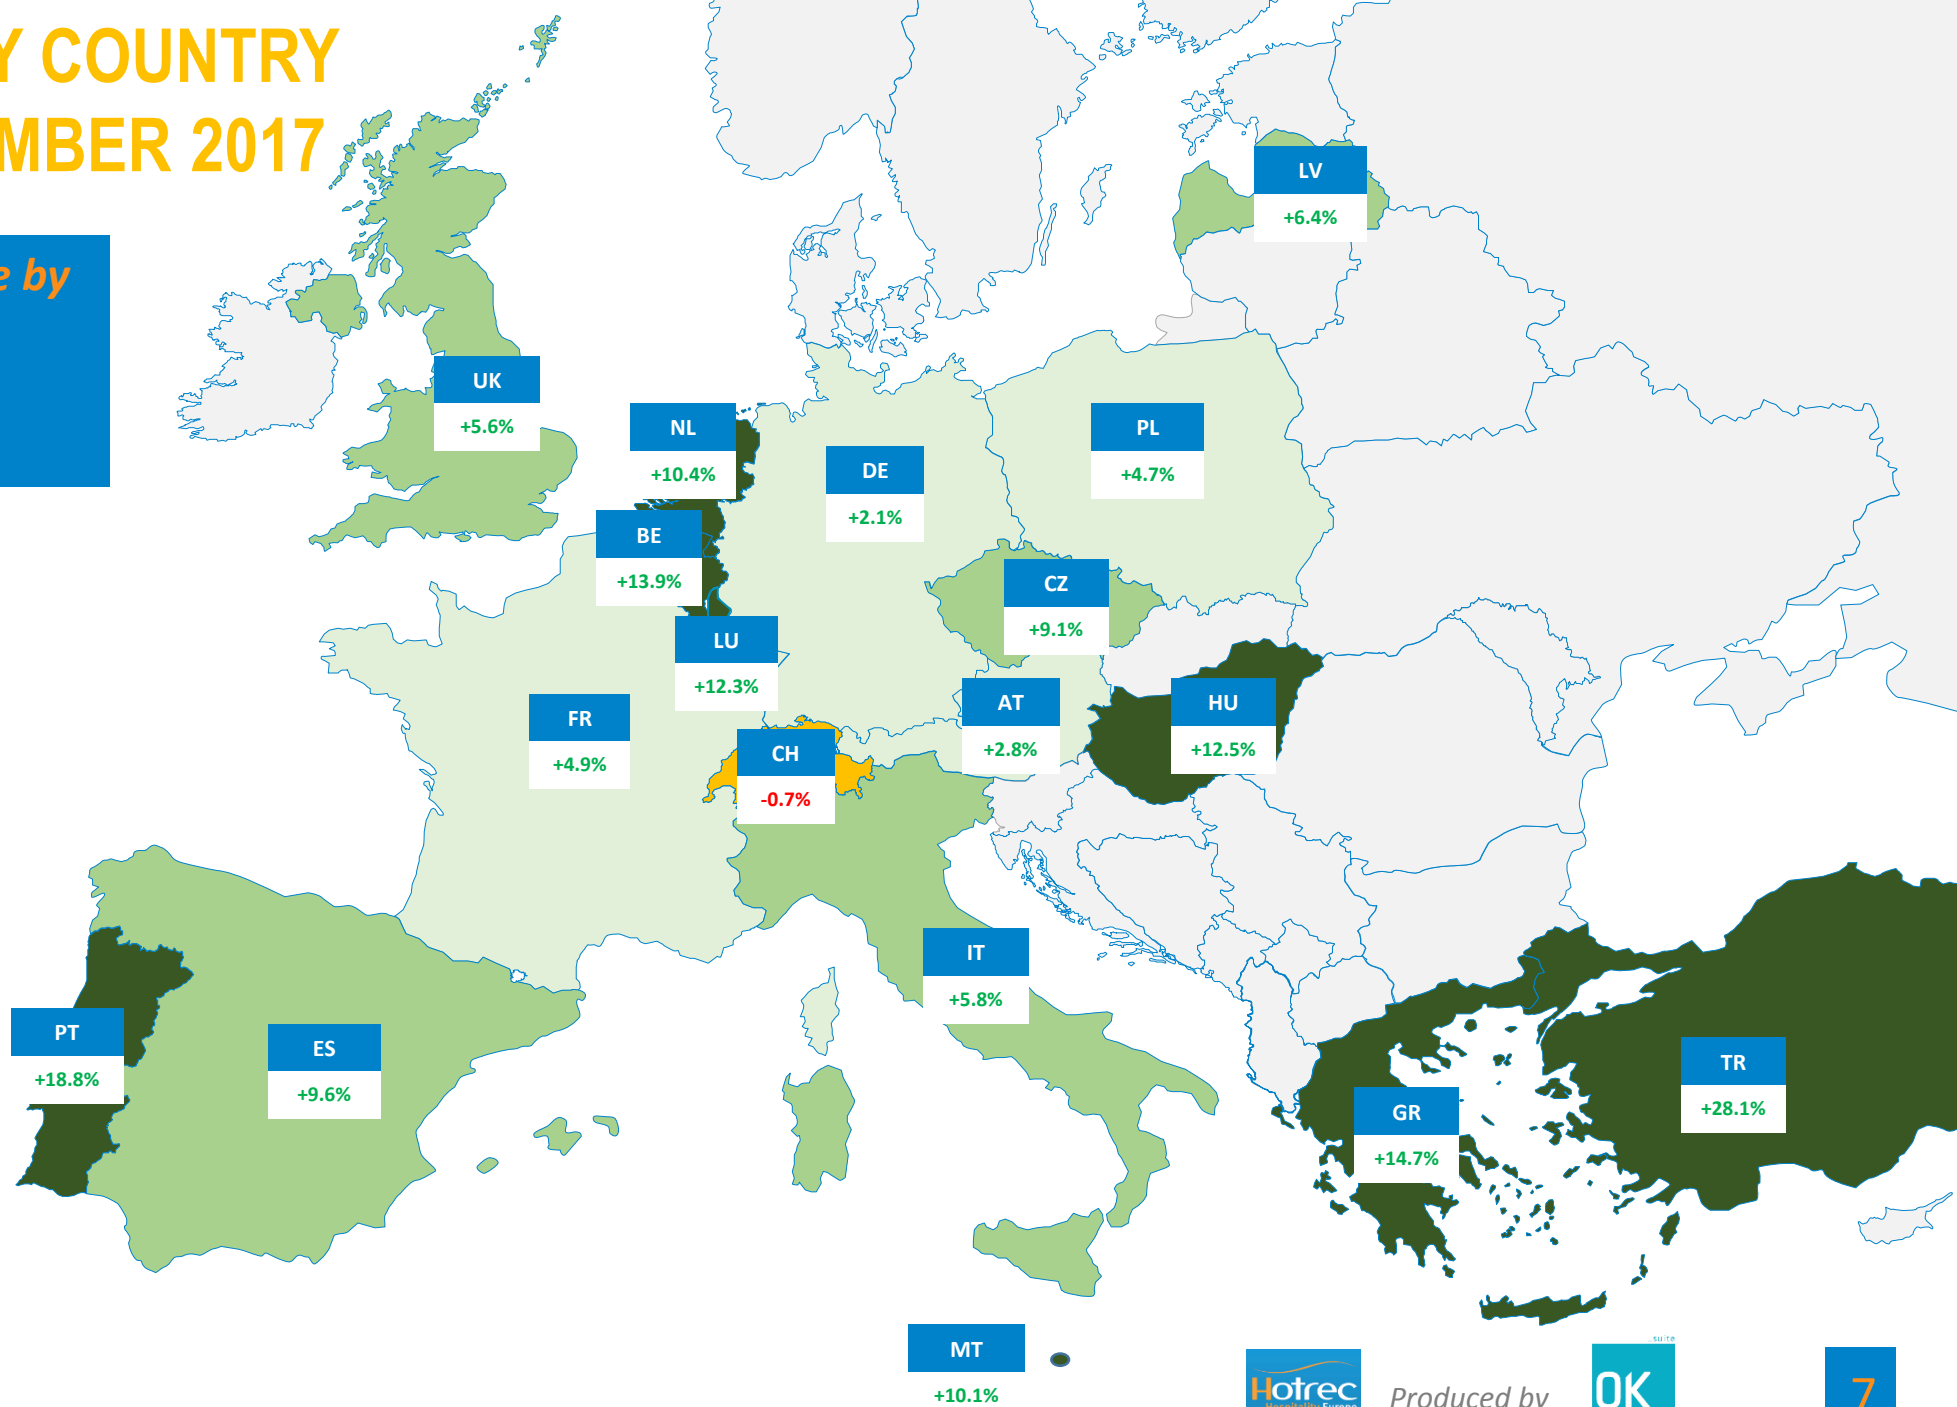 Y COUNTRY
MBER 2017
e by
LV
+6.4%
UK
+5.6%
NL
+10.4%
PL
+4.7%
DE
+2.1%
BE
+13.9%
CZ
+9.1%
LU
+12.3%
AT
+2.8%
HU
+12.5%
FR
+4.9%
CH
-0.7%
IT
+5.8%
PT
+18.8%
ES
+9.6%
TR
+28.1%
GR
+14.7%
MT
+10.1%
Hotrec
Hospitality Europe
Produced by
suite
OK
7